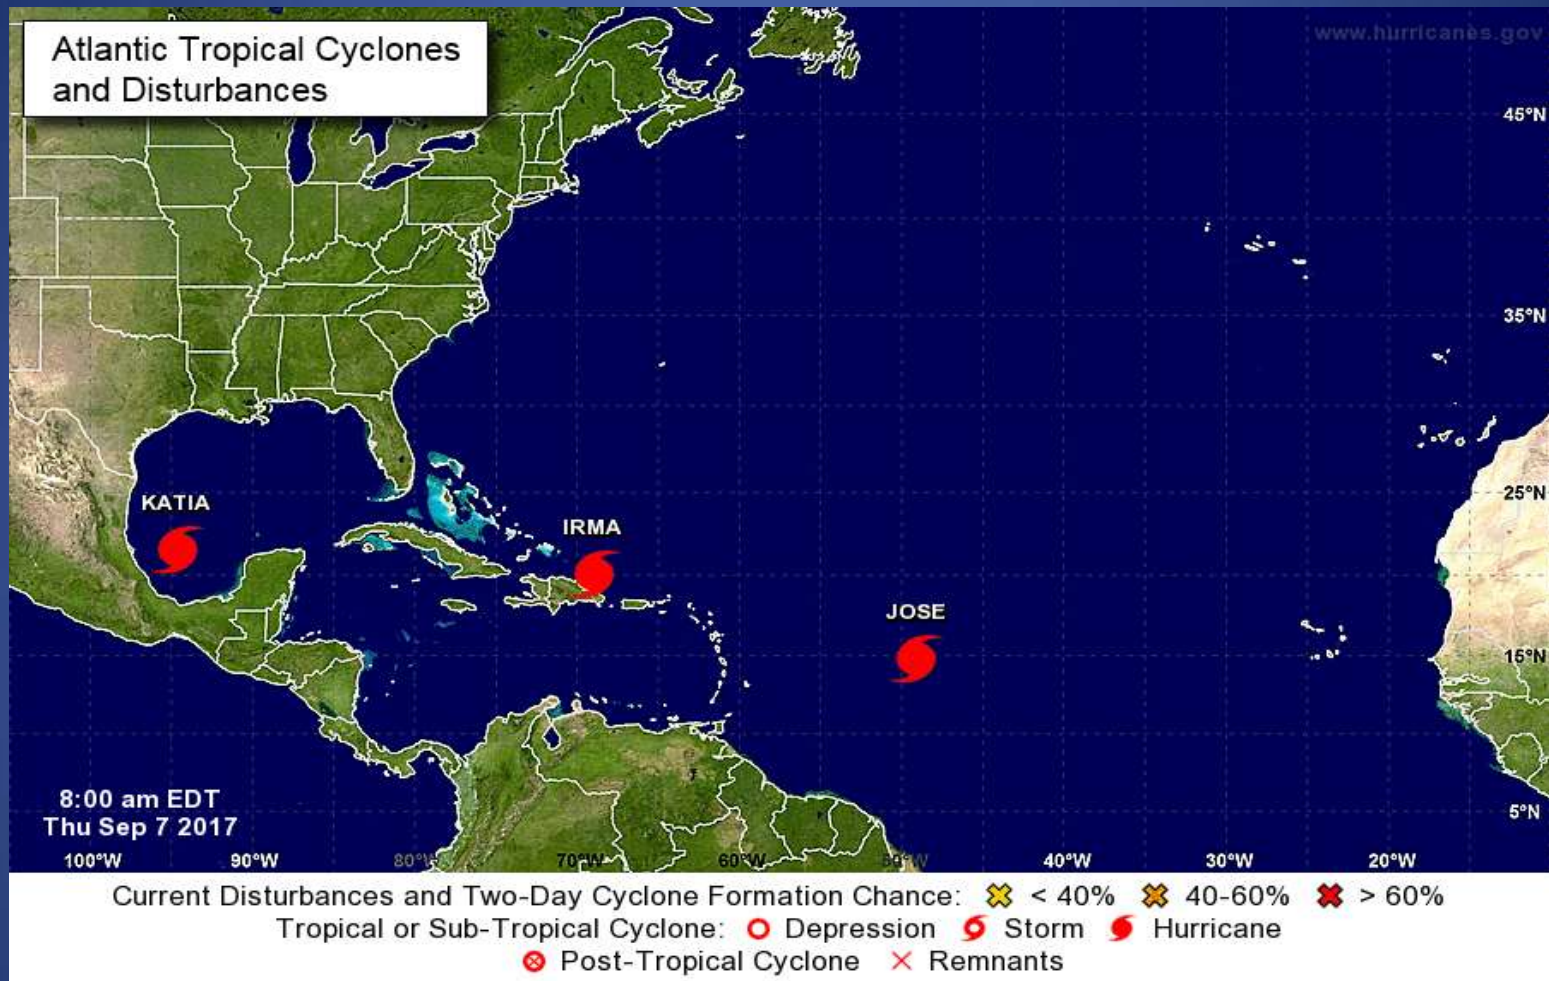 Atlantic Tropical Cyclones
and Disturbances
www.hurricanes.gov
45°N
35°N
KATIA
25°N
IRMA
JOSE
15°N
8:00 am EDT
Thu Sep 7 2017
5°N
100°W 90°W 80°W 70°W 60°W 50°W 40°W 30°W 20°W
Current Disturbances and Two-Day Cyclone Formation Chance: < 40% 40-60% > 60%
Tropical or Sub-Tropical Cyclone: Depression Storm Hurricane
Post-Tropical Cyclone Remnants